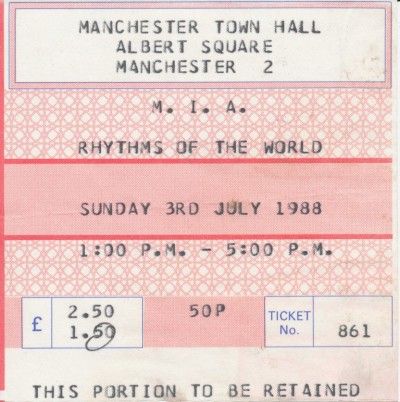 MANCHESTER TOWN HALL
ALBERT SQUARE
MANCHESTER 2
M. I. A.
RHYTHMS OF THE WORLD
SUNDAY 3RD JULY 1988
1:00 P.M. - 5:00 P.M.
£ 2.50 50P TICKET No. 861
1.50
THIS PORTION TO BE RETAINED